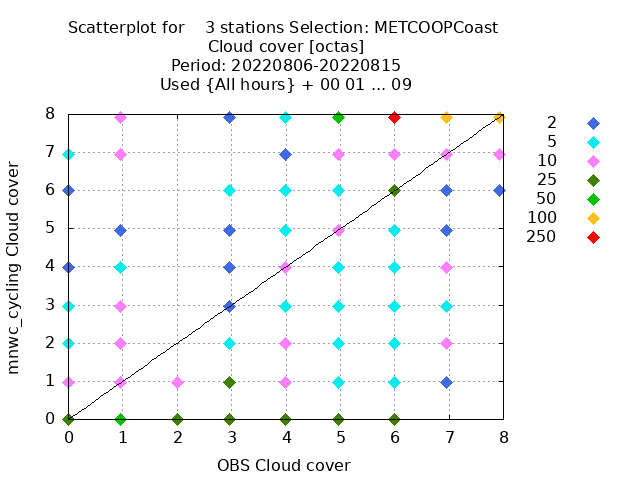 Scatterplot for    3 stations Selection: METCOOPCoast
Cloud cover [octas]
Period: 20220806-20220815
Used {All hours} + 00 01 ... 09
8
7
6
5
4
3
2
1
0
mnwc_cycling Cloud cover
0 1 2 3 4 5 6 7 8
OBS Cloud cover
2
5
10
25
50
100
250